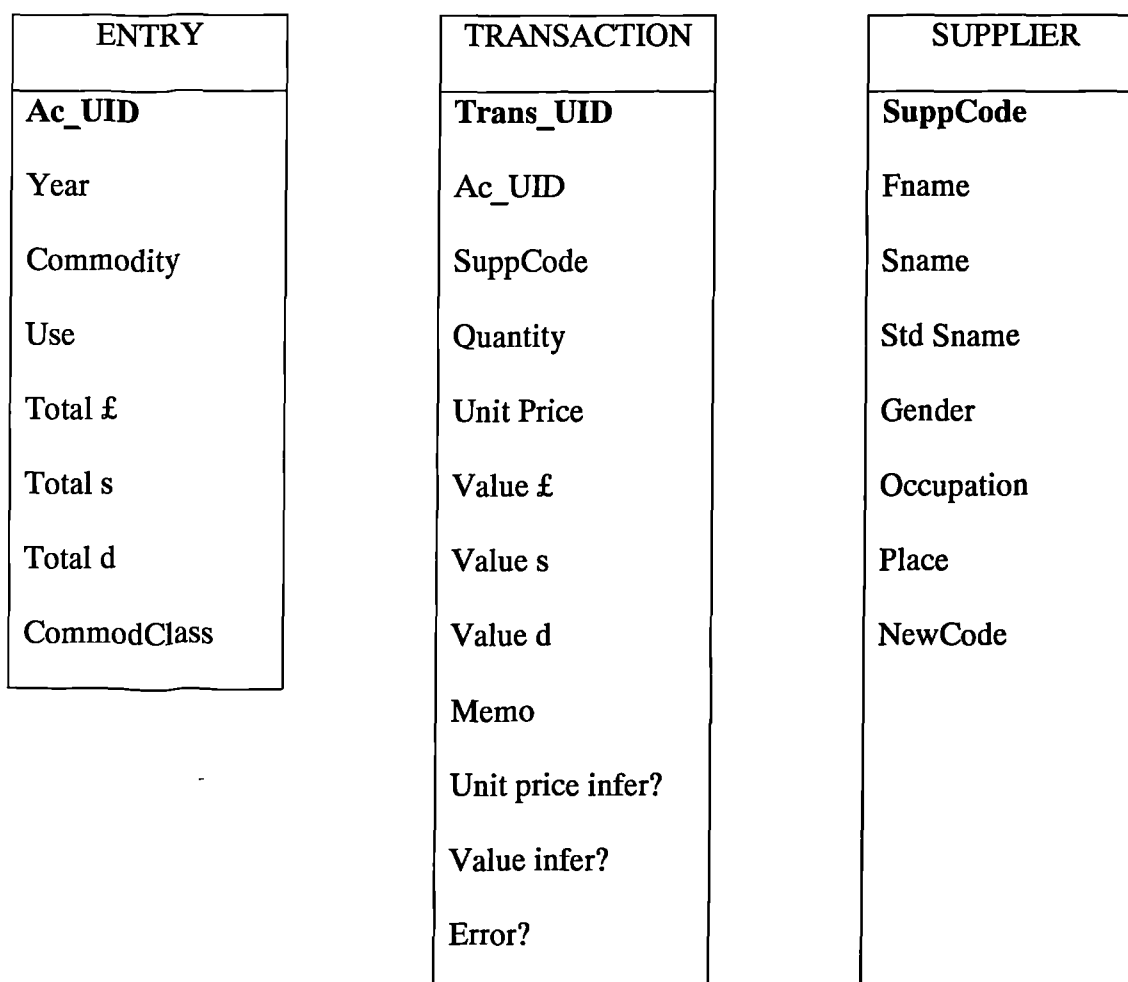 ENTRY
Ac_UID
Year
Commodity
Use
Total £
Total s
Total d
CommodClass
TRANSACTION
Trans_UID
Ac_UID
SuppCode
Quantity
Unit Price
Value £
Value s
Value d
Memo
Unit price infer?
Value infer?
Error?
SUPPLIER
SuppCode
Fname
Sname
Std Sname
Gender
Occupation
Place
NewCode